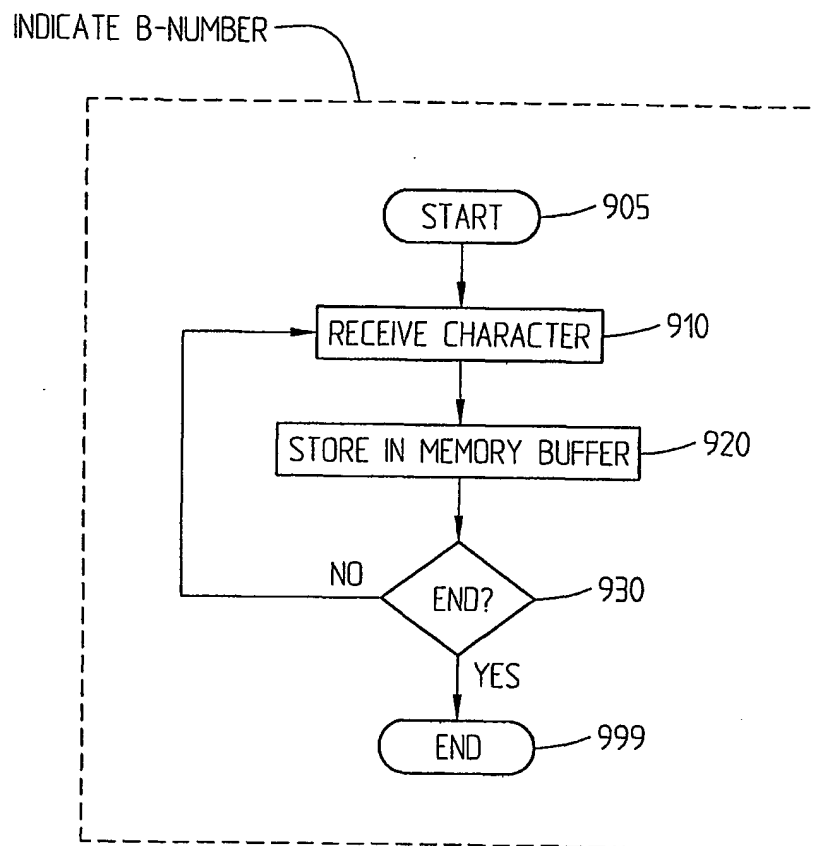 INDICATE B-NUMBER
START
905
RECEIVE CHARACTER
910
STORE IN MEMORY BUFFER
920
NO
END?
930
YES
END
999